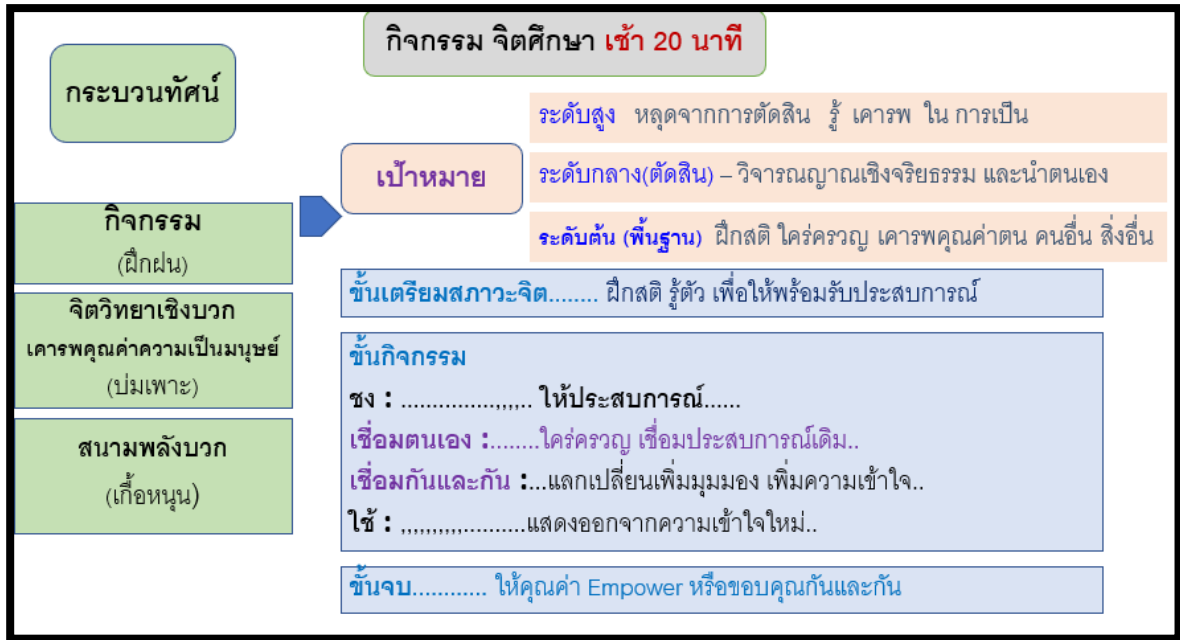 กิจกรรม จิตศึกษา เช้า 20 นาที
กระบวนทัศน์
กิจกรรม
(ฝึกฝน)
จิตวิทยาเชิงบวก
เคารพคุณค่าความเป็นมนุษย์
(บ่มเพาะ)
สนามพลังบวก
(เกื้อหนุน)
เป้าหมาย
ระดับสูง หลุดจากการตัดสิน รู้ เคารพ ใน การเป็น
ระดับกลาง(ตัดสิน) – วิจารณญาณเชิงจริยธรรม และนำตนเอง
ระดับต้น (พื้นฐาน) ฝึกสติ ใคร่ครวญ เคารพคุณค่าตน คนอื่น สิ่งอื่น
ขั้นเตรียมสภาวะจิต........ ฝึกสติ รู้ตัว เพื่อให้พร้อมรับประสบการณ์
ขั้นกิจกรรม
ชง : ...............,,,,,.. ให้ประสบการณ์......
เชื่อมตนเอง :........ใคร่ครวญ เชื่อมประสบการณ์เดิม..
เชื่อมกันและกัน :...แลกเปลี่ยนเพิ่มมุมมอง เพิ่มความเข้าใจ..
ใช้ : ,,,,,,,,,,..........แสดงออกจากความเข้าใจใหม่..
ขั้นจบ............ ให้คุณค่า Empower หรือขอบคุณกันและกัน